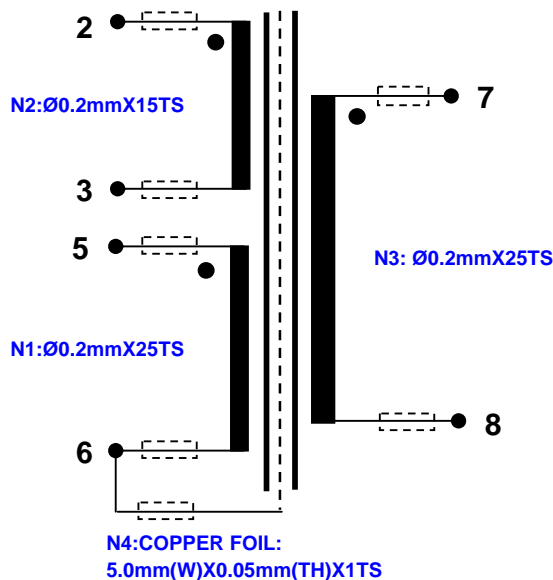 2
7
N2:Ø0.2mmX15TS
3
5
N3: Ø0.2mmX25TS
N1:Ø0.2mmX25TS
8
6
N4:COPPER FOIL:
5.0mm(W)X0.05mm(TH)X1TS